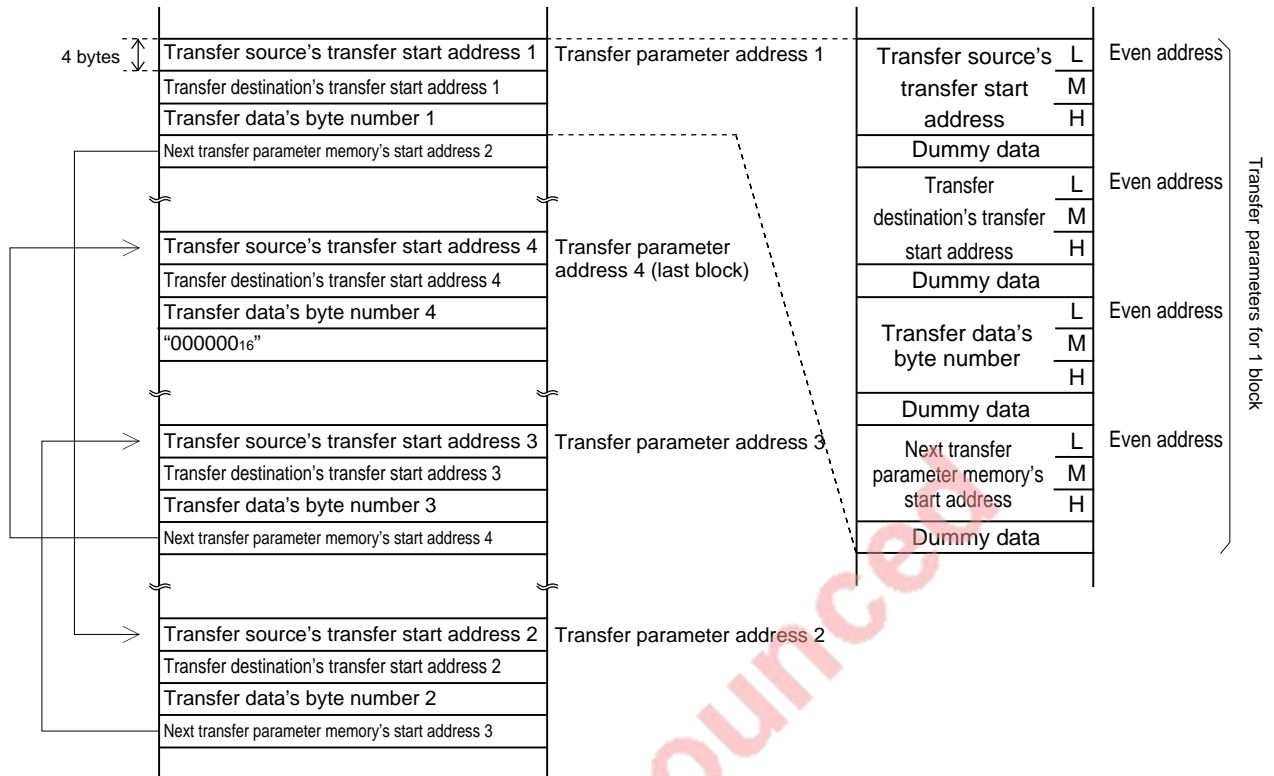 4 bytes
Transfer source's transfer start address 1
Transfer destination's transfer start address 1
Transfer data's byte number 1
Next transfer parameter memory's start address 2
Transfer parameter address 1
Transfer source's transfer start address 4
Transfer destination's transfer start address 4
Transfer data's byte number 4
“00000016”
Transfer parameter
address 4 (last block)
Transfer source's transfer start address 3
Transfer destination's transfer start address 3
Transfer data's byte number 3
Next transfer parameter memory's start address 4
Transfer parameter address 3
Transfer source's transfer start address 2
Transfer destination's transfer start address 2
Transfer data's byte number 2
Next transfer parameter memory's start address 3
Transfer parameter address 2
Transfer source's
transfer start
address
L
M
H
Even address
Dummy data
Transfer
destination's transfer
start address
L
M
H
Even address
Dummy data
Transfer data's
byte number
L
M
H
Even address
Dummy data
Next transfer
parameter memory's
start address
L
M
H
Even address
Dummy data
Transfer parameters for 1 block
ounced